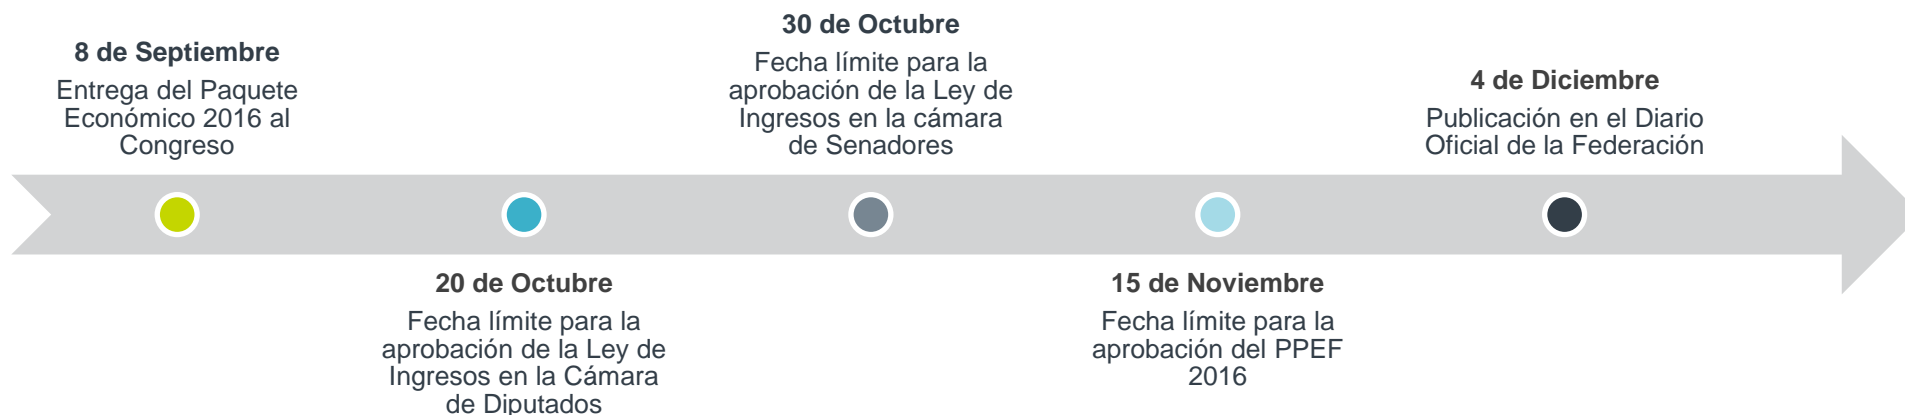 8 de Septiembre
Entrega del Paquete
Económico 2016 al
Congreso
20 de Octubre
Fecha límite para la
aprobación de la Ley de
Ingresos en la Cámara
de Diputados
30 de Octubre
Fecha límite para la
aprobación de la Ley de
Ingresos en la cámara
de Senadores
15 de Noviembre
Fecha límite para la
aprobación del PPEF
2016
4 de Diciembre
Publicación en el Diario
Oficial de la Federación